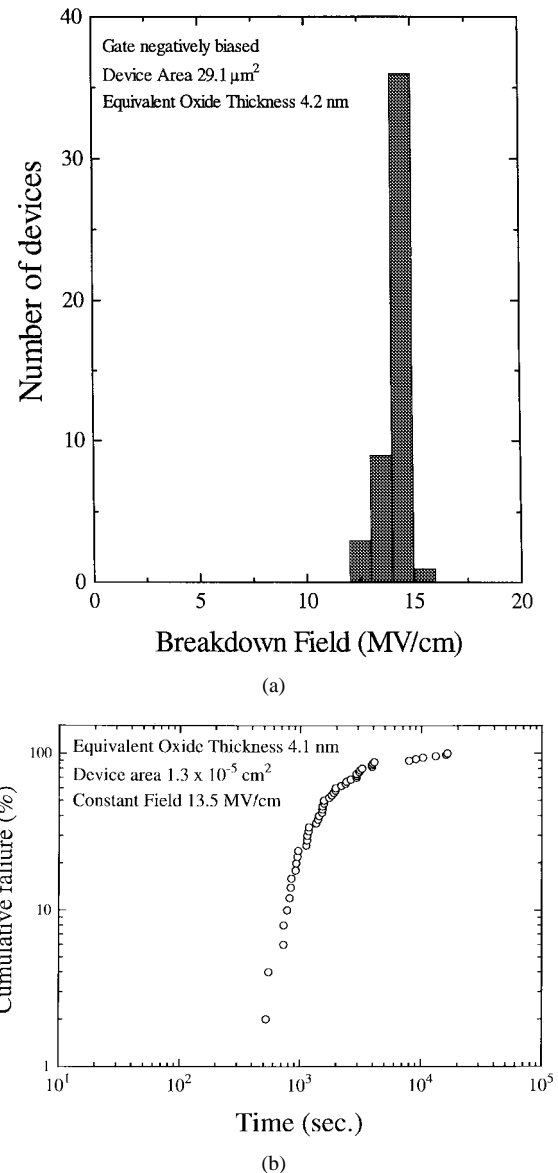 40
Gate negatively biased
Device Area 29.1 μm²
Equivalent Oxide Thickness 4.2 nm
30
20
10
0
Number of devices
0 5 10 15 20
Breakdown Field (MV/cm)
(a)
100
Equivalent Oxide Thickness 4.1 nm
Device area 1.3 x 10⁻⁵ cm²
Constant Field 13.5 MV/cm
10
1
Cumulative failure (%)
10¹ 10² 10³ 10⁴ 10⁵
Time (sec.)
(b)